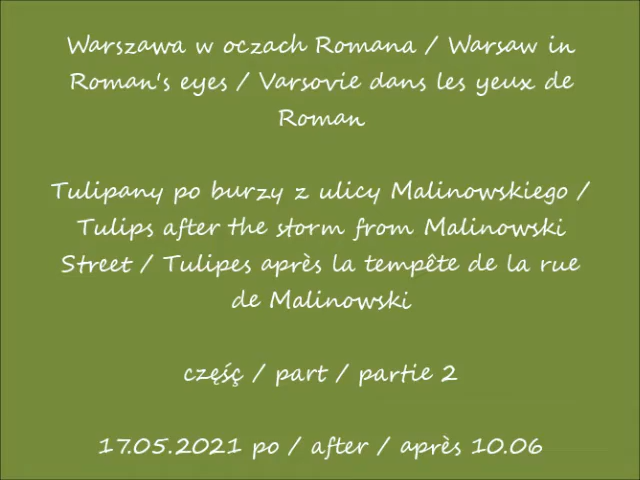 Warszawa w oczach Romana / Warsaw in
Roman's eyes / Varsovie dans les yeux de
Roman
Tulipany po burzy z ulicy Malinowskiego /
Tulips after the storm from Malinowski
Street / Tulipes après la tempête de la rue
de Malinowski
częśç / part / partie 2
17.05.2021 po / after / après 10.06